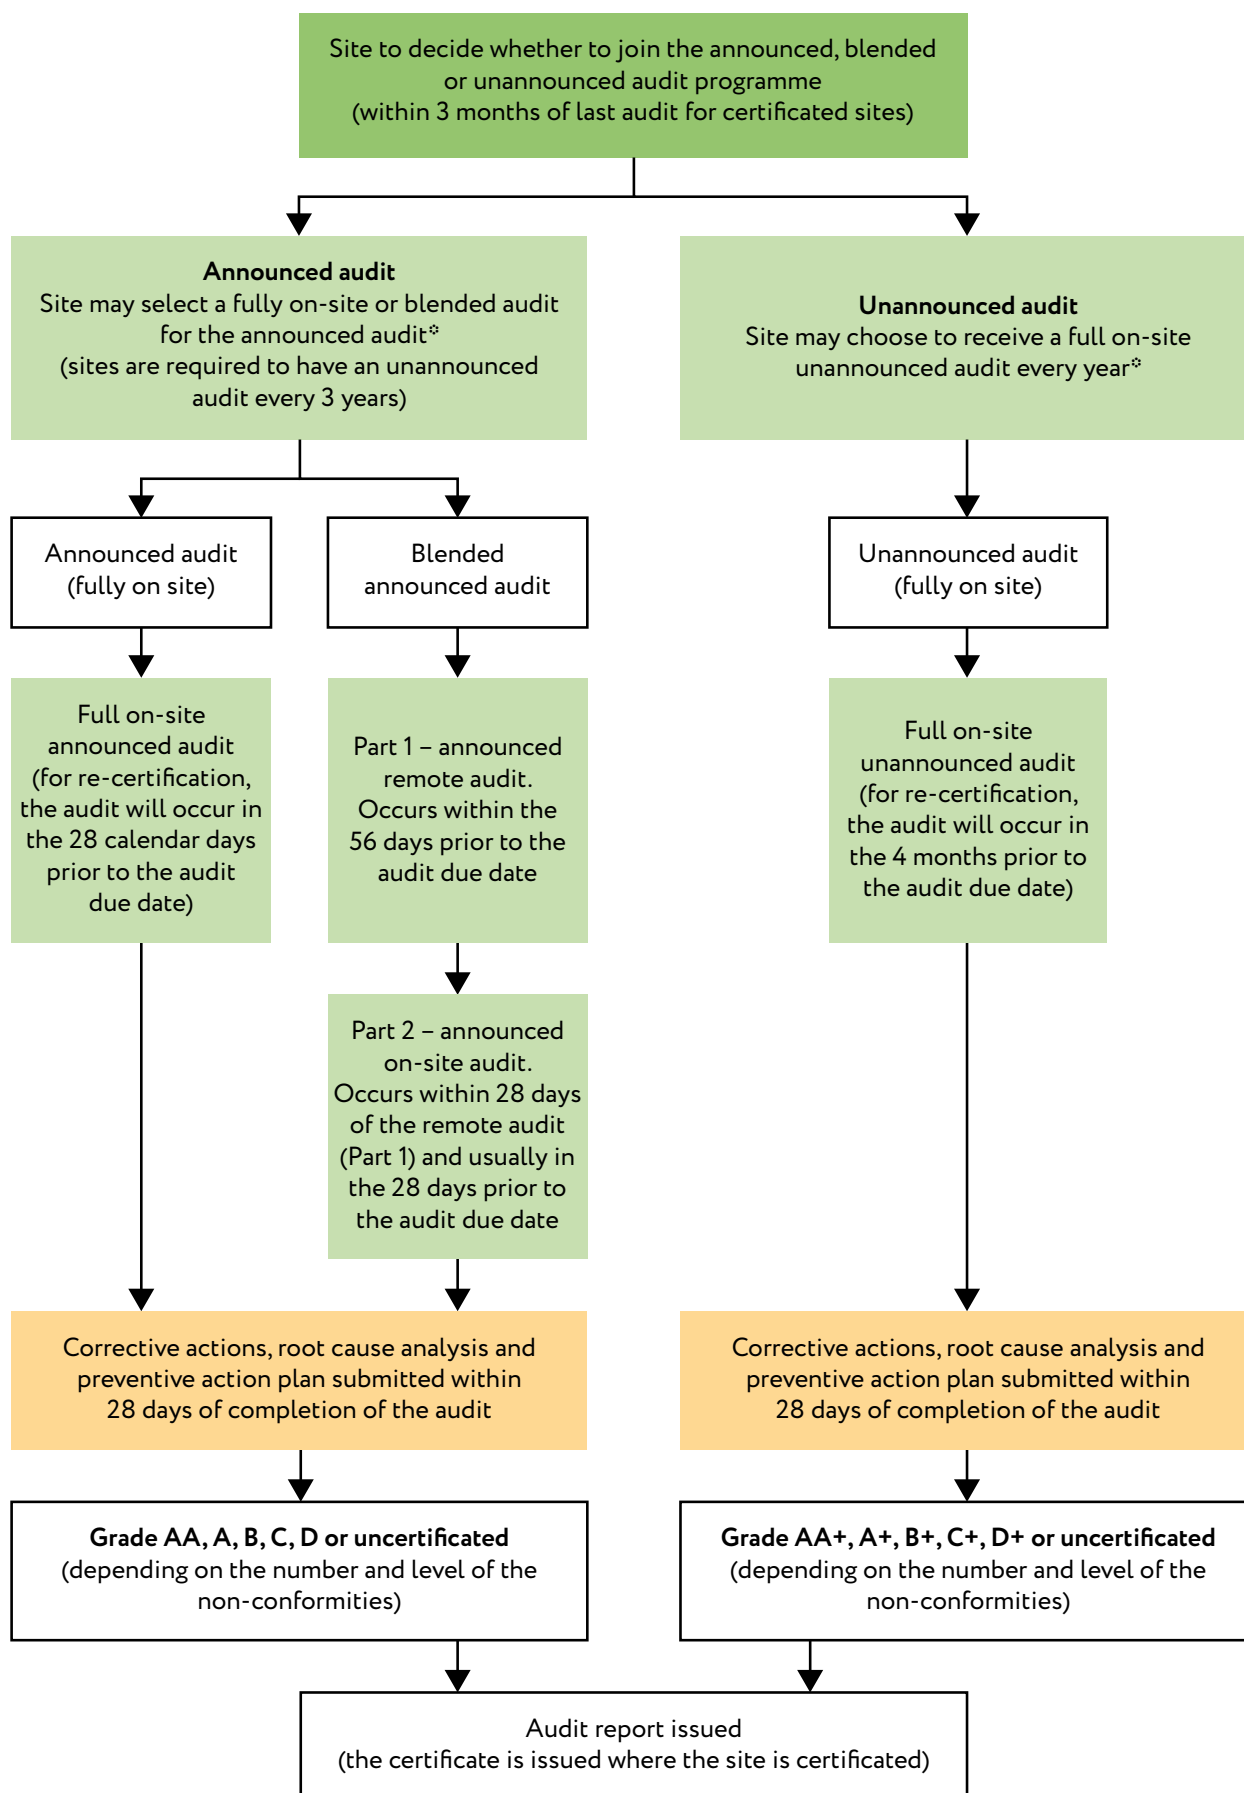 Site to decide whether to join the announced, blended
or unannounced audit programme
(within 3 months of last audit for certificated sites)
Announced audit
Site may select a fully on-site or blended audit
for the announced audit*
(sites are required to have an unannounced
audit every 3 years)
Unannounced audit
Site may choose to receive a full on-site
unannounced audit every year*
Announced audit
(fully on site)
Blended
announced audit
Unannounced audit
(fully on site)
Full on-site
announced audit
(for re-certification,
the audit will occur in
the 28 calendar days
prior to the audit
due date)
Part 1 – announced
remote audit.
Occurs within the
56 days prior to the
audit due date
Full on-site
unannounced audit
(for re-certification,
the audit will occur in
the 4 months prior to
the audit due date)
Part 2 – announced
on-site audit.
Occurs within 28 days
of the remote audit
(Part 1) and usually in
the 28 days prior to
the audit due date
Corrective actions, root cause analysis and
preventive action plan submitted within
28 days of completion of the audit
Corrective actions, root cause analysis and
preventive action plan submitted within
28 days of completion of the audit
Grade AA, A, B, C, D or uncertificated
(depending on the number and level of the
non-conformities)
Grade AA+, A+, B+, C+, D+ or uncertificated
(depending on the number and level of the
non-conformities)
Audit report issued
(the certificate is issued where the site is certificated)